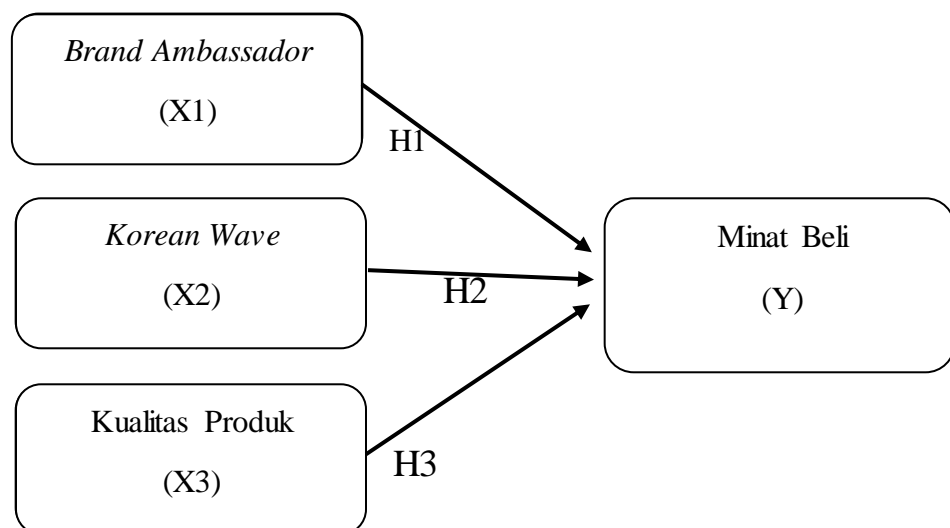 Brand Ambassador
(X1)
H1
Korean Wave
(X2)
H2
Kualitas Produk
(X3)
H3
Minat Beli
(Y)